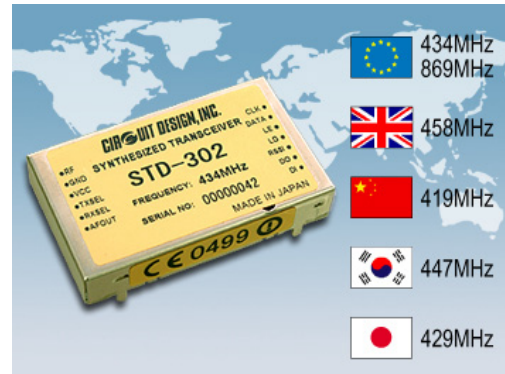 CIRCUIT DESIGN, INC.
SYNTHESIZED TRANSCEIVER
STD-302
FREQUENCY: 434MHz
SERIAL NO: 00000042
MADE IN JAPAN
•RF
•GND
•VCC
•TXSEL
•RXSEL
•AFOUT
CLK •
DATA •
LE •
LD •
RSSI •
DO •
DI •
CE 0499
434MHz
869MHz
458MHz
419MHz
447MHz
429MHz